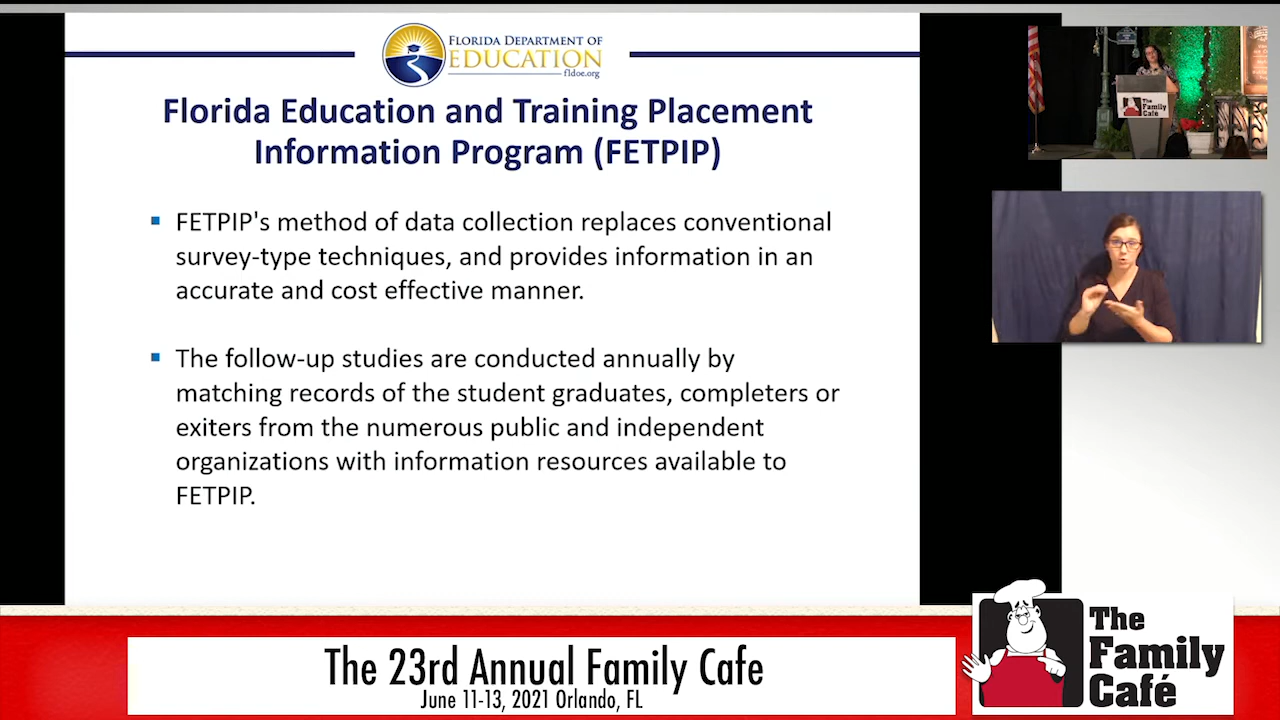 FLORIDA DEPARTMENT OF
EDUCATION
fldoe.org
Florida Education and Training Placement
Information Program (FETPIP)
FETPIP's method of data collection replaces conventional
survey-type techniques, and provides information in an
accurate and cost effective manner.
The follow-up studies are conducted annually by
matching records of the student graduates, completers or
exiters from the numerous public and independent
organizations with information resources available to
FETPIP.
The
Family
Café
The 23rd Annual Family Cafe
June 11-13, 2021 Orlando, FL
The
Family
Café